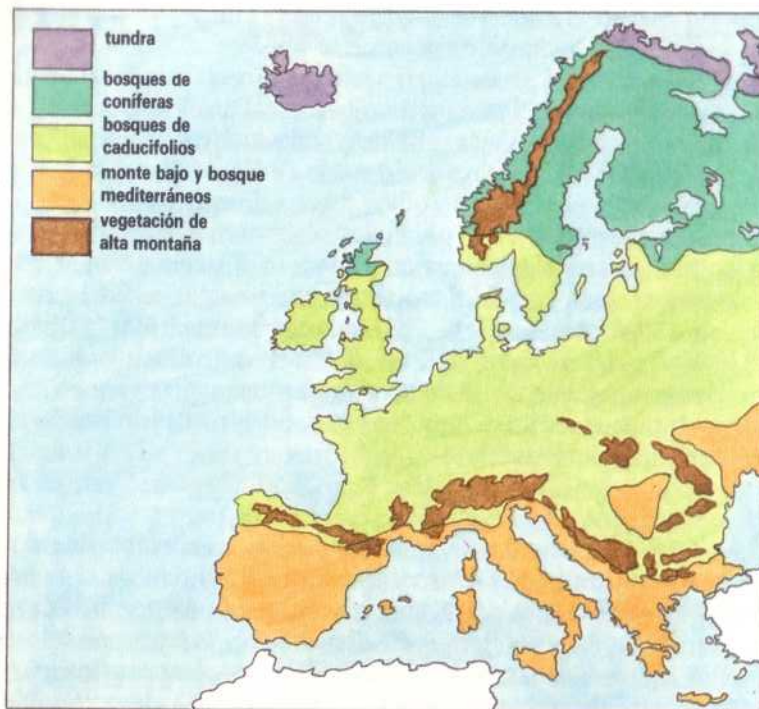 tundra
bosques de
coníferas
bosques de
caducifolios
monte bajo y bosque
mediterráneos
vegetación de
alta montaña